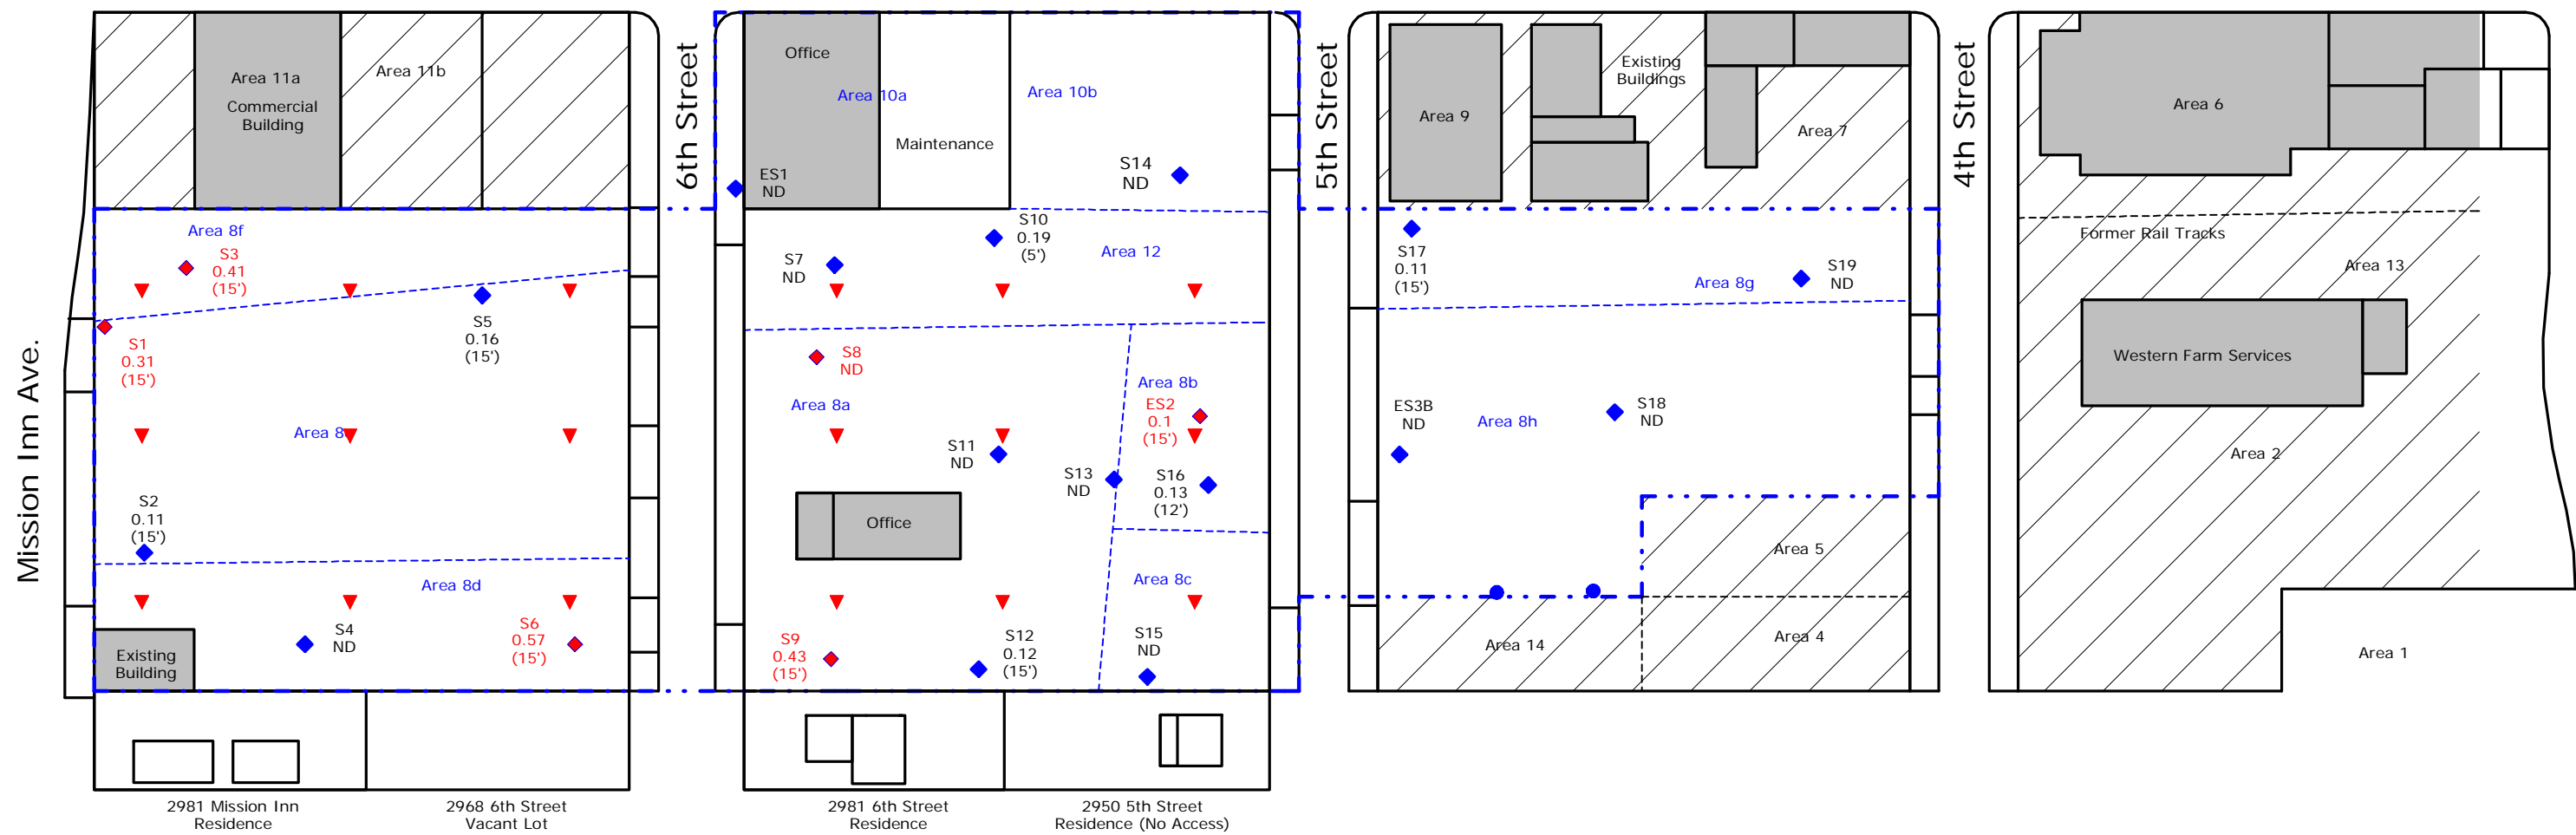 Mission Inn Ave.
6th Street
5th Street
4th Street
Area 11a
Commercial
Building
Area 11b
Area 8f
S3
0.41
(15')
S1
0.31
(15')
S5
0.16
(15')
Area 8
S2
0.11
(15')
Area 8d
S4
ND
S6
0.57
(15')
Existing
Building
2981 Mission Inn
Residence
2968 6th Street
Vacant Lot
Office
Area 10a
Area 10b
Maintenance
ES1
ND
S14
ND
S10
0.19
(5')
S7
ND
Area 12
S8
ND
Area 8a
Area 8b
ES2
0.1
(15')
S11
ND
S13
ND
S16
0.13
(12')
Office
Area 8c
S9
0.43
(15')
S12
0.12
(15')
S15
ND
2981 6th Street
Residence
2950 5th Street
Residence (No Access)
Area 9
Existing
Buildings
Area 7
S17
0.11
(15')
Area 8g
S19
ND
ES3B
ND
Area 8h
S18
ND
Area 5
Area 14
Area 4
Area 6
Former Rail Tracks
Area 13
Western Farm Services
Area 2
Area 1